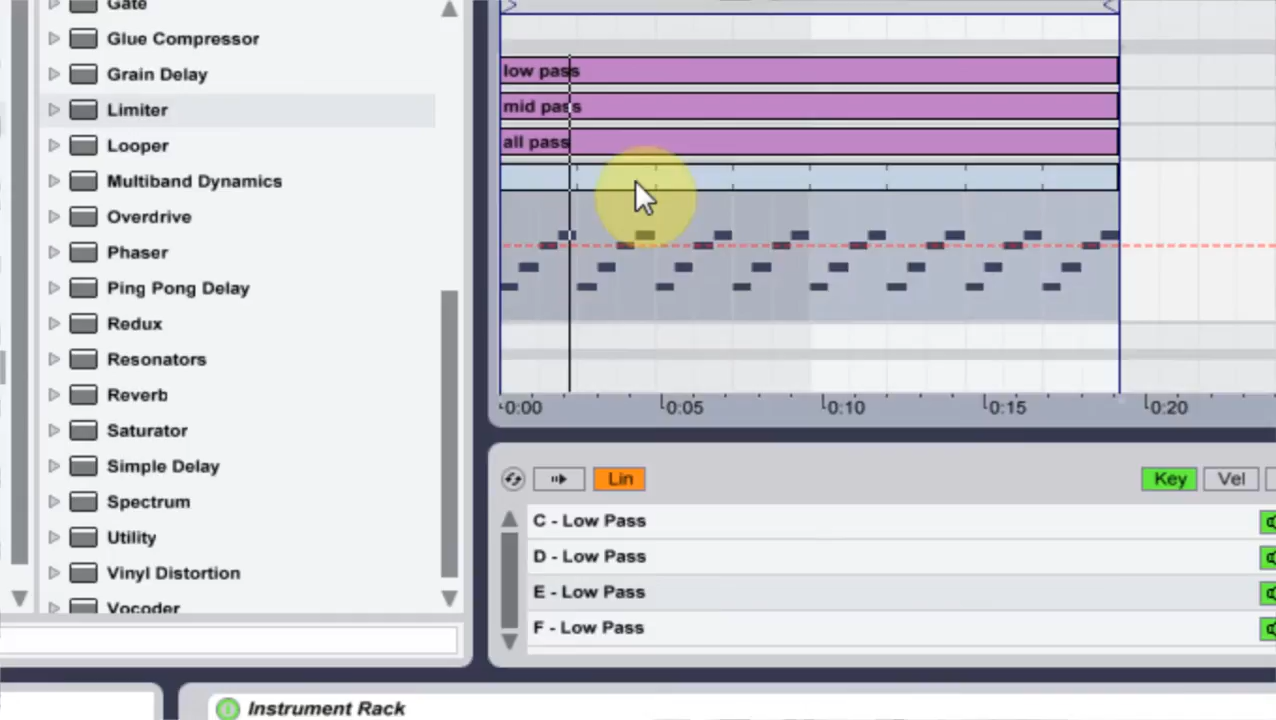 Gate
Glue Compressor
Grain Delay
Limiter
Looper
Multiband Dynamics
Overdrive
Phaser
Ping Pong Delay
Redux
Resonators
Reverb
Saturator
Simple Delay
Spectrum
Utility
Vinyl Distortion
Vocoder
low pass
mid pass
all pass
0:00 0:05 0:10 0:15 0:20
Lin Key Vel
C - Low Pass
D - Low Pass
E - Low Pass
F - Low Pass
Instrument Rack